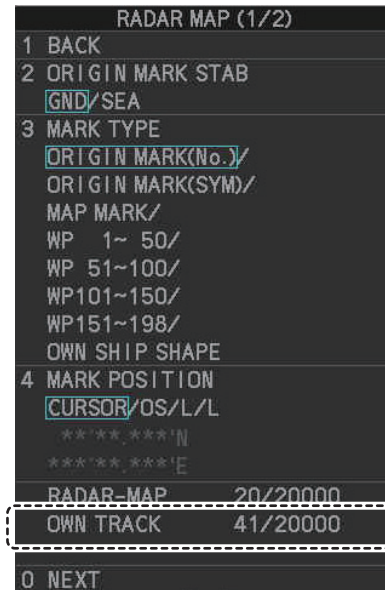 RADAR MAP (1/2)
1 BACK
2 ORIGIN MARK STAB
GND/SEA
3 MARK TYPE
ORIGIN MARK(No.)/
ORIGIN MARK(SYM)/
MAP MARK/
WP 1~ 50/
WP 51~100/
WP101~150/
WP151~198/
OWN SHIP SHAPE
4 MARK POSITION
CURSOR/OS/L/L
**°**.***'N
***°**.***'E
RADAR-MAP 20/20000
OWN TRACK 41/20000
0 NEXT